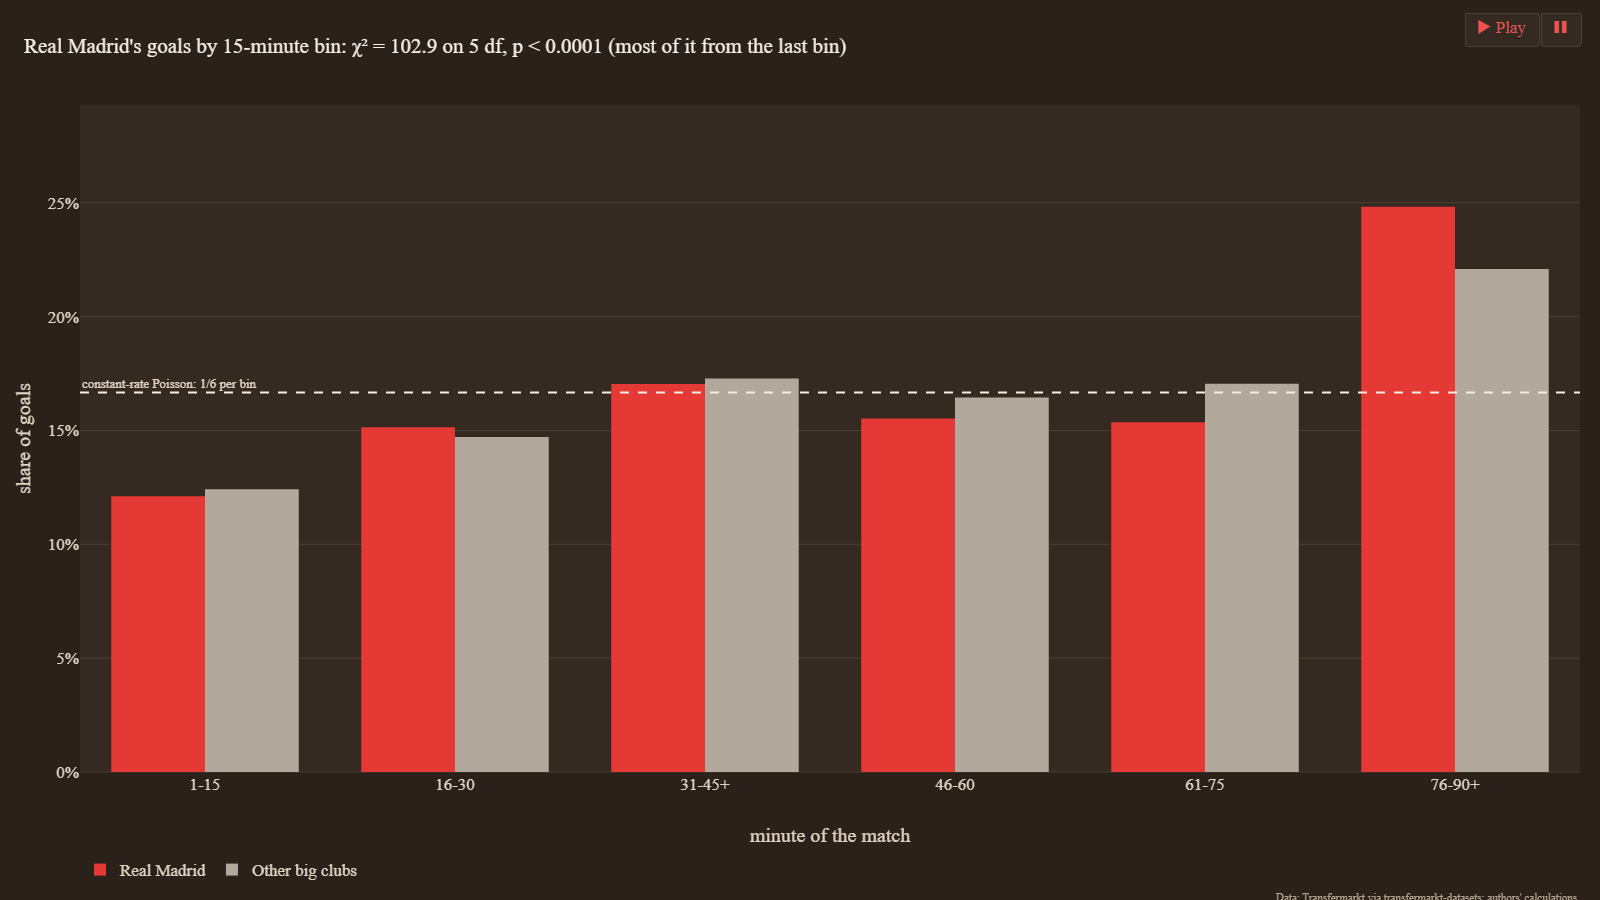 Play
Real Madrid's goals by 15-minute bin: χ² = 102.9 on 5 df, p < 0.0001 (most of it from the last bin)
25%
20%
15%
10%
5%
0%
share of goals
constant-rate Poisson: 1/6 per bin
1-15
16-30
31-45+
46-60
61-75
76-90+
minute of the match
Real Madrid
Other big clubs
Data: Transfermarkt via transfermarkt-datasets; authors' calculations.